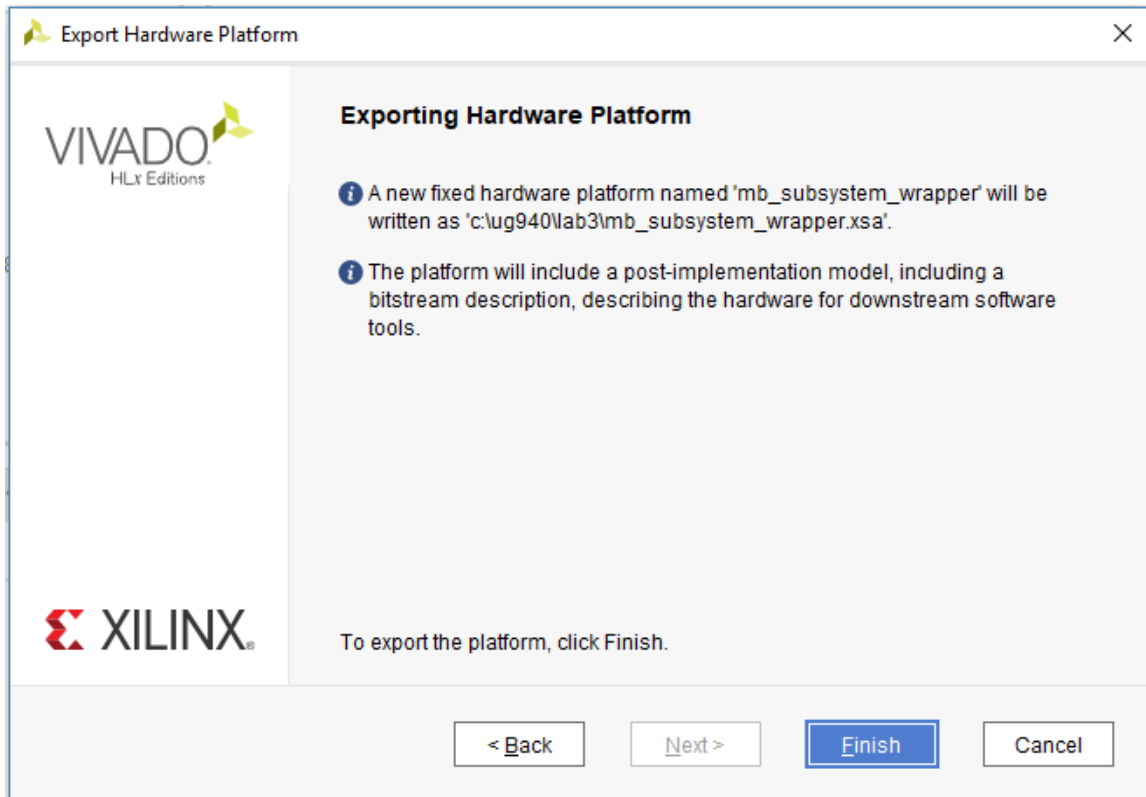 Export Hardware Platform
VIVADO.
HLx Editions
Exporting Hardware Platform
A new fixed hardware platform named 'mb_subsystem_wrapper' will be
written as 'c:\ug940\lab3\mb_subsystem_wrapper.xsa'.
The platform will include a post-implementation model, including a
bitstream description, describing the hardware for downstream software
tools.
XILINX®
To export the platform, click Finish.
< Back
Next >
Finish
Cancel